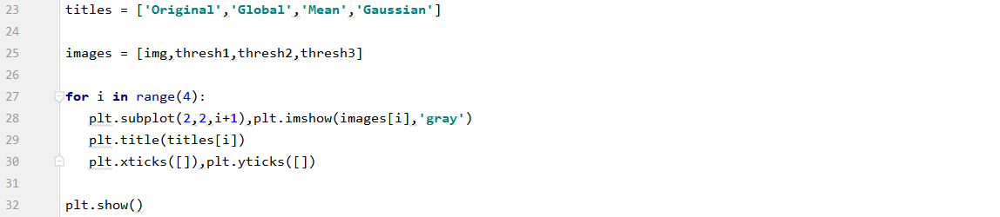 23 titles = ['Original','Global','Mean','Gaussian']
24
25 images = [img,thresh1,thresh2,thresh3]
26
27 for i in range(4):
28    plt.subplot(2,2,i+1),plt.imshow(images[i],'gray')
29    plt.title(titles[i])
30    plt.xticks([]),plt.yticks([])
31
32 plt.show()